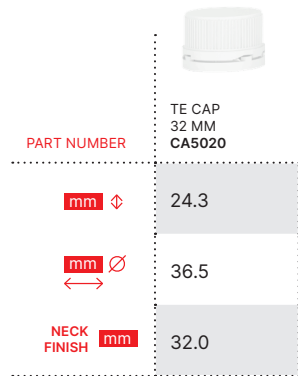 TE CAP
32 MM
PART NUMBER CA5020
mm 24.3
mm 36.5
NECK
FINISH mm 32.0